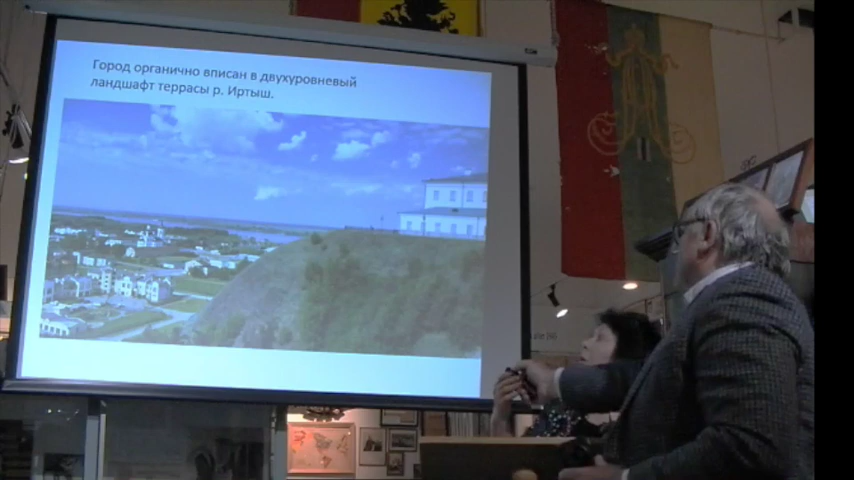 Город органично вписан в двухуровневый
ландшафт террасы р. Иртыш.